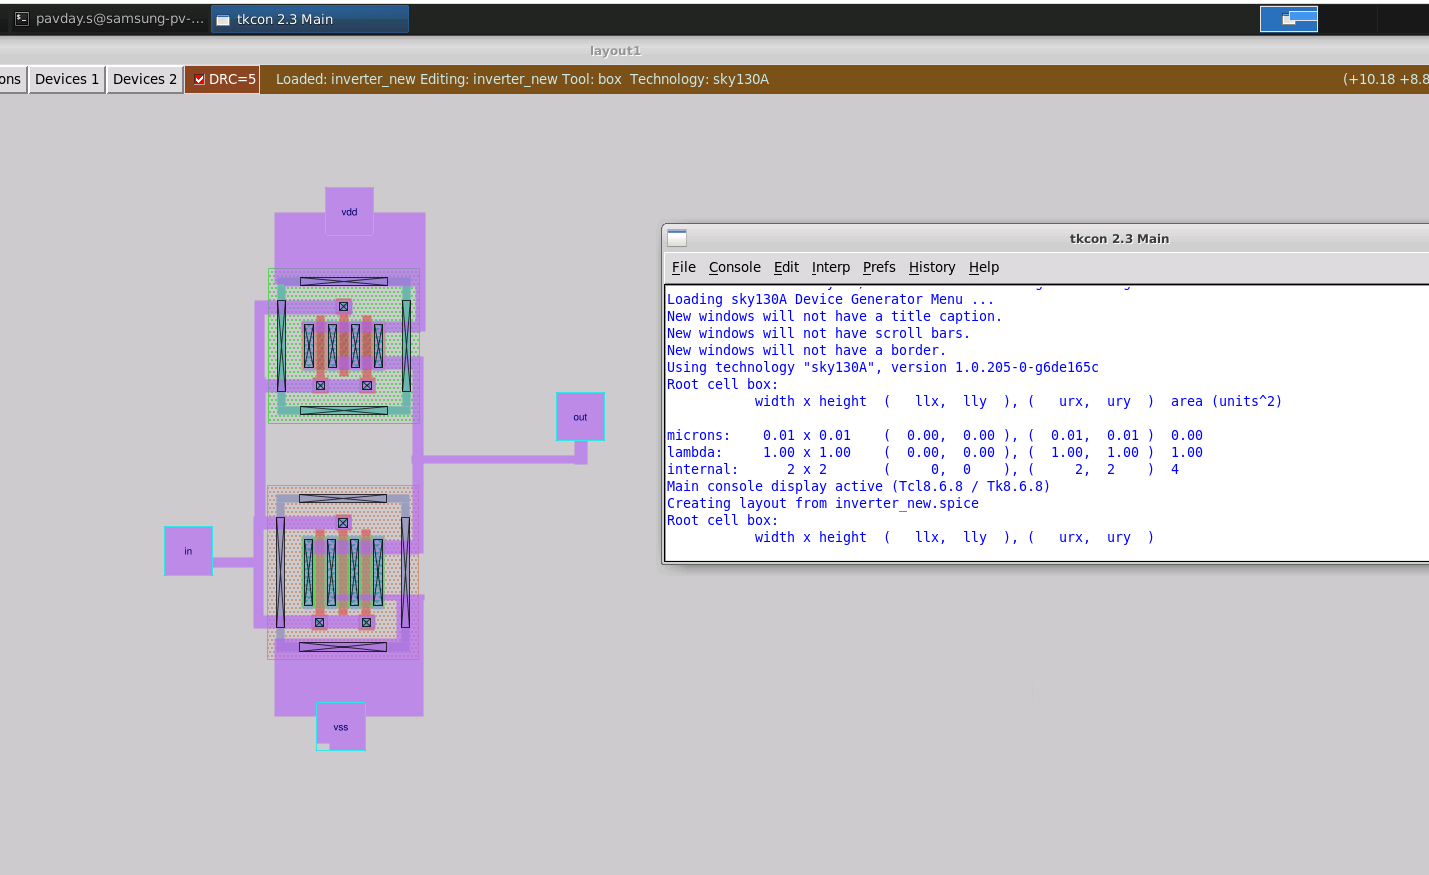 pavday.s@samsung-pv-...
tkcon 2.3 Main
layout1
ons
Devices 1
Devices 2
DRC=5
Loaded: inverter_new Editing: inverter_new Tool: box Technology: sky130A
(+10.18 +8.8
vdd
out
in
vss
tkcon 2.3 Main
File Console Edit Interp Prefs History Help
Loading sky130A Device Generator Menu ...
New windows will not have a title caption.
New windows will not have scroll bars.
New windows will not have a border.
Using technology "sky130A", version 1.0.205-0-g6de165c
Root cell box:
width x height ( llx, lly ), ( urx, ury ) area (units^2)
microns: 0.01 x 0.01 ( 0.00, 0.00 ), ( 0.01, 0.01 ) 0.00
lambda: 1.00 x 1.00 ( 0.00, 0.00 ), ( 1.00, 1.00 ) 1.00
internal: 2 x 2 ( 0, 0 ), ( 2, 2 ) 4
Main console display active (Tcl8.6.8 / Tk8.6.8)
Creating layout from inverter_new.spice
Root cell box:
width x height ( llx, lly ), ( urx, ury )